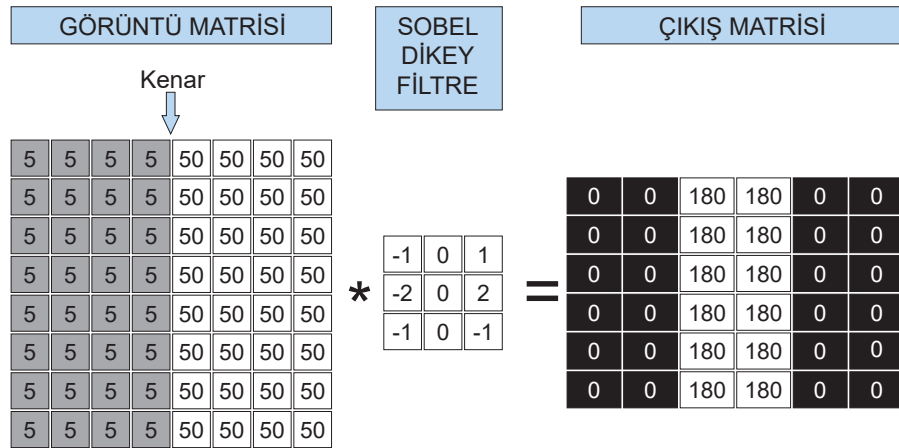 GÖRÜNTÜ MATRİSİ
SOBEL
DİKEY
FİLTRE
ÇIKIŞ MATRİSİ
Kenar
5 5 5 5 50 50 50 50
5 5 5 5 50 50 50 50
5 5 5 5 50 50 50 50
5 5 5 5 50 50 50 50
5 5 5 5 50 50 50 50
5 5 5 5 50 50 50 50
5 5 5 5 50 50 50 50
5 5 5 5 50 50 50 50
*
-1 0 1
-2 0 2
-1 0 -1
=
0 0 180 180 0 0
0 0 180 180 0 0
0 0 180 180 0 0
0 0 180 180 0 0
0 0 180 180 0 0
0 0 180 180 0 0